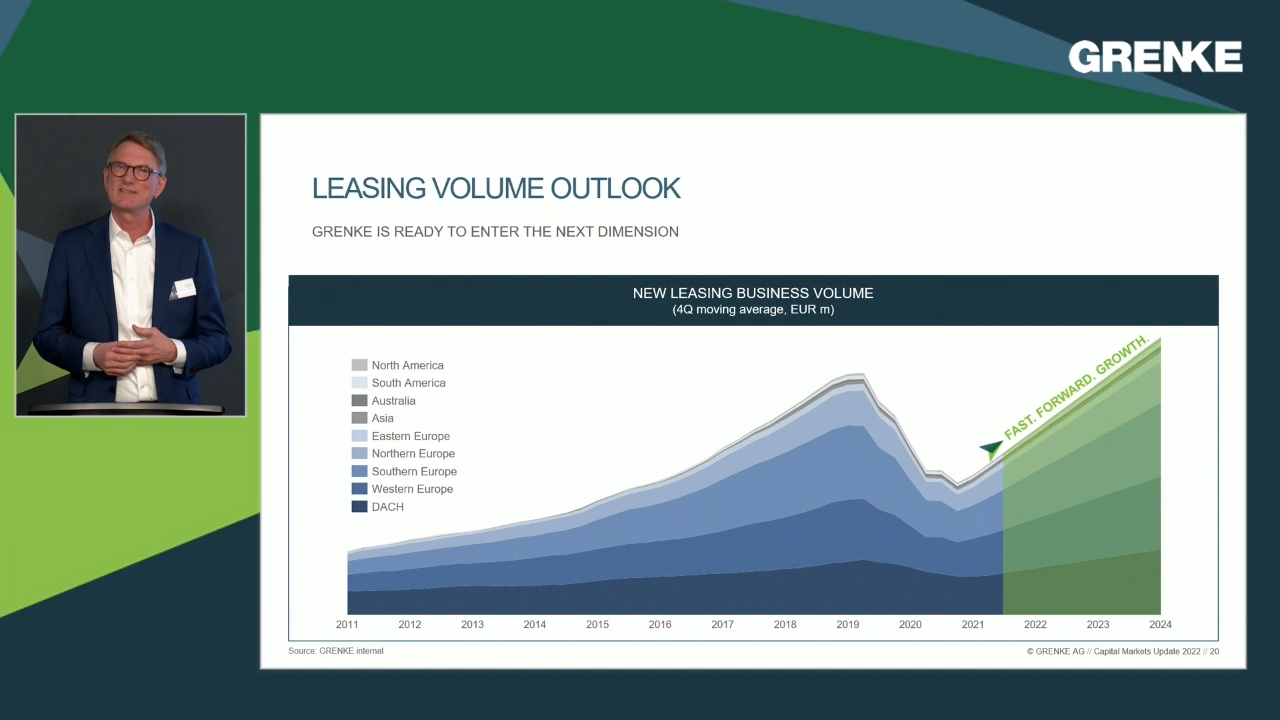 GRENKE
LEASING VOLUME OUTLOOK
GRENKE IS READY TO ENTER THE NEXT DIMENSION
NEW LEASING BUSINESS VOLUME
(4Q moving average, EUR m)
FAST. FORWARD. GROWTH.
North America
South America
Australia
Asia
Eastern Europe
Northern Europe
Southern Europe
Western Europe
DACH
2011 2012 2013 2014 2015 2016 2017 2018 2019 2020 2021 2022 2023 2024
Source: GRENKE internal
© GRENKE AG // Capital Markets Update 2022 // 20